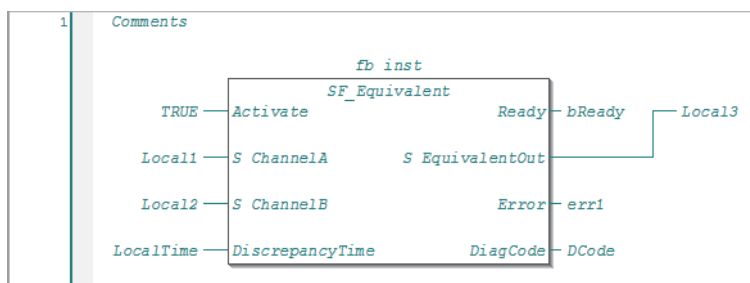 1 Comments
fb inst
SF_Equivalent
TRUE Activate Ready bReady Local3
Local1 S ChannelA S EquivalentOut
Local2 S ChannelB Error err1
LocalTime DiscrepancyTime DiagCode DCode